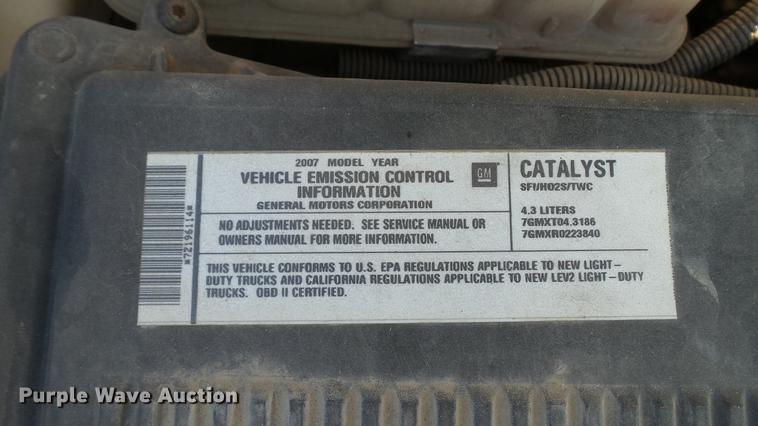 2007 MODEL YEAR
VEHICLE EMISSION CONTROL
INFORMATION
GENERAL MOTORS CORPORATION
GM
NO ADJUSTMENTS NEEDED. SEE SERVICE MANUAL OR
OWNERS MANUAL FOR MORE INFORMATION.
CATALYST
SFI/HO2S/TWC
4.3 LITERS
7GMXT04.3186
7GMXR0223840
THIS VEHICLE CONFORMS TO U.S. EPA REGULATIONS APPLICABLE TO NEW LIGHT-
DUTY TRUCKS AND CALIFORNIA REGULATIONS APPLICABLE TO NEW LEV2 LIGHT-DUTY
TRUCKS. OBD II CERTIFIED.
*72196114*
Purple Wave Auction